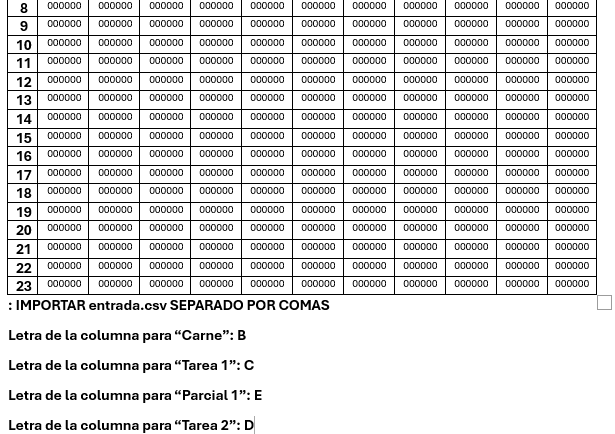 8 000000 000000 000000 000000 000000 000000 000000 000000 000000 000000 000000
9 000000 000000 000000 000000 000000 000000 000000 000000 000000 000000 000000
10 000000 000000 000000 000000 000000 000000 000000 000000 000000 000000 000000
11 000000 000000 000000 000000 000000 000000 000000 000000 000000 000000 000000
12 000000 000000 000000 000000 000000 000000 000000 000000 000000 000000 000000
13 000000 000000 000000 000000 000000 000000 000000 000000 000000 000000 000000
14 000000 000000 000000 000000 000000 000000 000000 000000 000000 000000 000000
15 000000 000000 000000 000000 000000 000000 000000 000000 000000 000000 000000
16 000000 000000 000000 000000 000000 000000 000000 000000 000000 000000 000000
17 000000 000000 000000 000000 000000 000000 000000 000000 000000 000000 000000
18 000000 000000 000000 000000 000000 000000 000000 000000 000000 000000 000000
19 000000 000000 000000 000000 000000 000000 000000 000000 000000 000000 000000
20 000000 000000 000000 000000 000000 000000 000000 000000 000000 000000 000000
21 000000 000000 000000 000000 000000 000000 000000 000000 000000 000000 000000
22 000000 000000 000000 000000 000000 000000 000000 000000 000000 000000 000000
23 000000 000000 000000 000000 000000 000000 000000 000000 000000 000000 000000
: IMPORTAR entrada.csv SEPARADO POR COMAS
Letra de la columna para “Carne”: B
Letra de la columna para “Tarea 1”: C
Letra de la columna para “Parcial 1”: E
Letra de la columna para “Tarea 2”: D